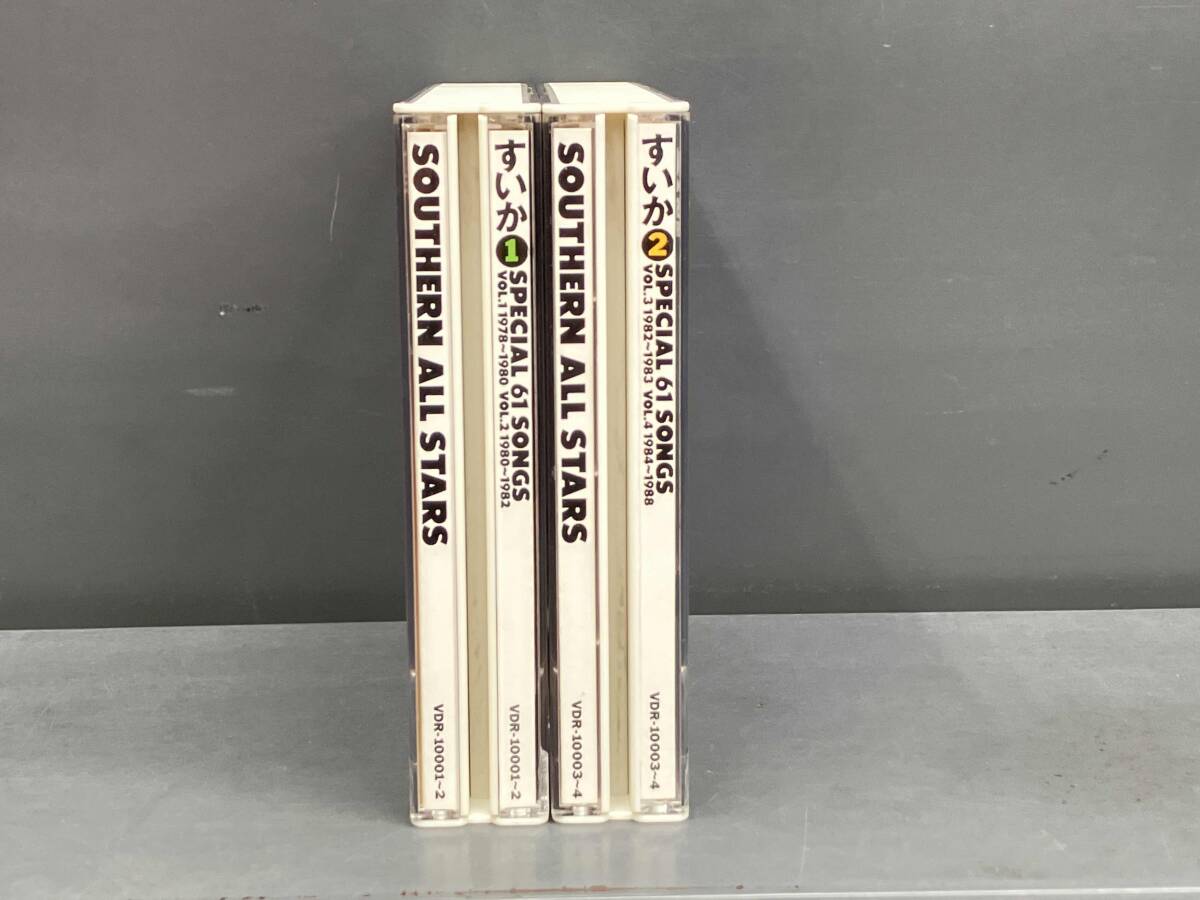 SOUTHERN ALL STARS
VDR-10001~2
すいか1 SPECIAL 61 SONGS
VOL.1 1978~1980 VOL.2 1980~1982
VDR-10001~2
SOUTHERN ALL STARS
VDR-10003~4
すいか2 SPECIAL 61 SONGS
VOL.3 1982~1983 VOL.4 1984~1988
VDR-10003~4